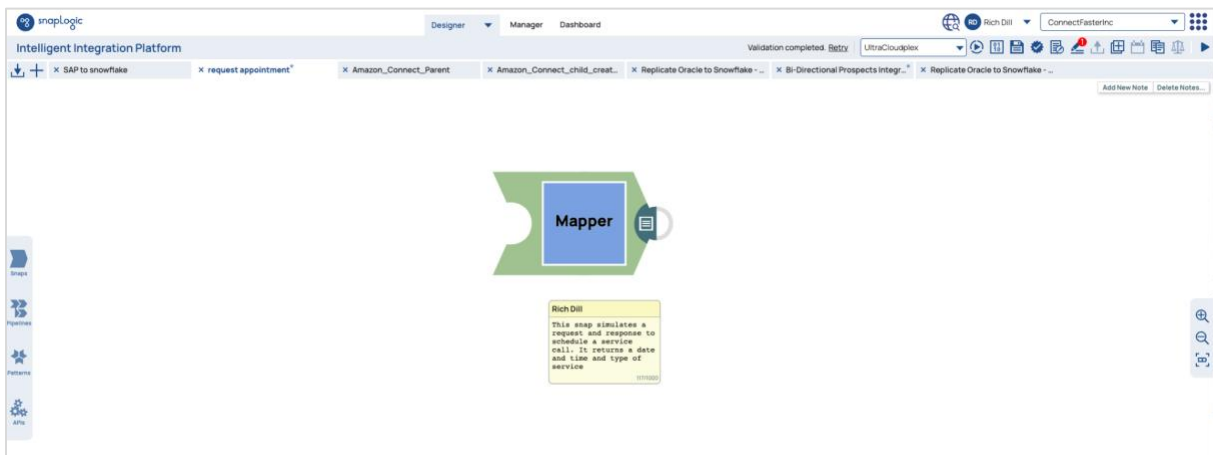 snapLogic
Designer
Manager
Dashboard
RD
Rich Dill
ConnectFasterInc
Intelligent Integration Platform
Validation completed. Retry
UltraCloudplex
SAP to snowflake
request appointment*
Amazon_Connect_Parent
Amazon_Connect_child_creat...
Replicate Oracle to Snowflake - ...
Bi-Directional Prospects Integr...*
Replicate Oracle to Snowflake - ...
Add New Note
Delete Notes...
Mapper
Snaps
Pipelines
Patterns
APIs
Rich Dill
This snap simulates a
request and response to
schedule a service
call. It returns a date
and time and type of
service